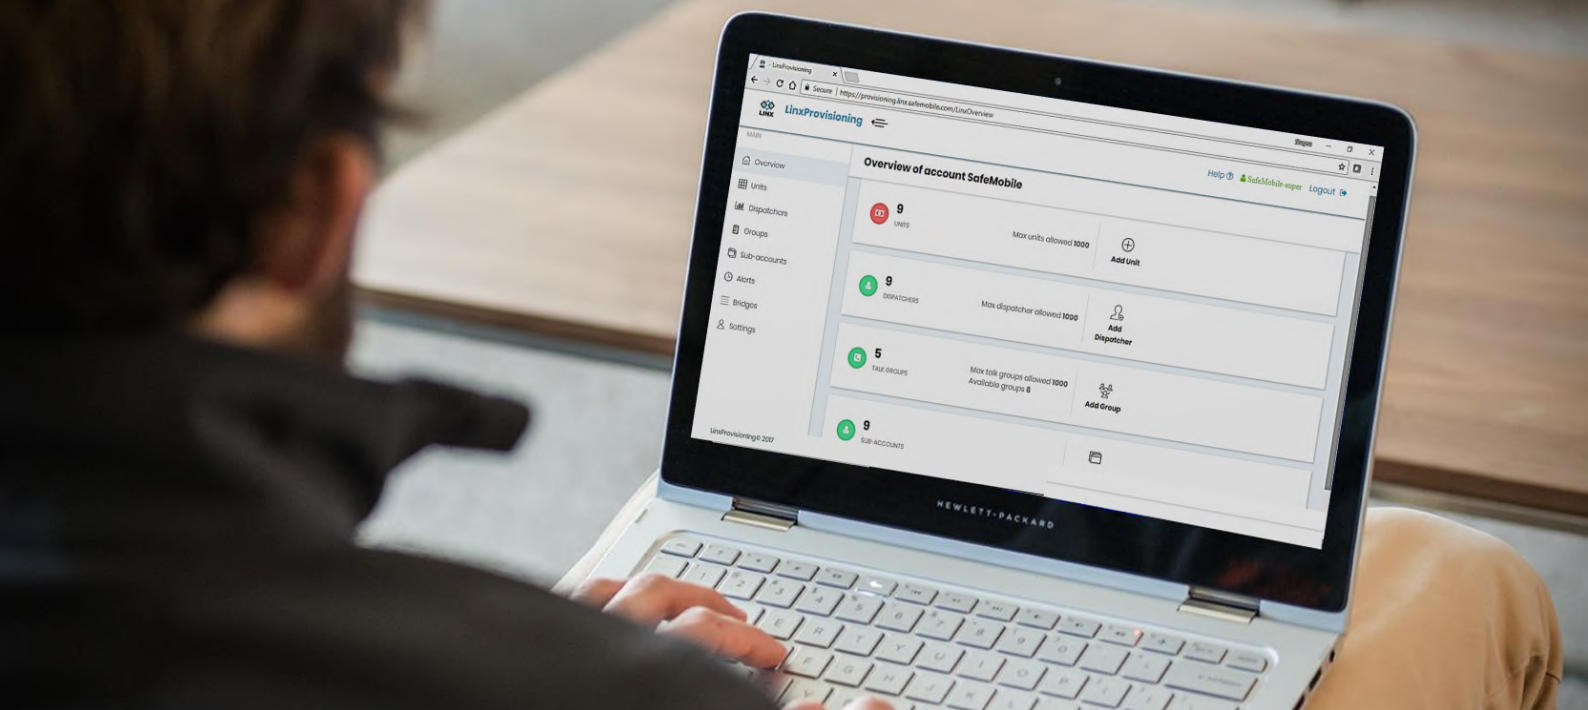 - LinxProvisioning
Secure | https://provisioning.linx.safemobile.com/LinxOverview
LINX
LinxProvisioning
Help
SafeMobile-super
Logout
MAIN
Overview
Units
Dispatchers
Groups
Sub-accounts
Alerts
Bridges
Settings
LinxProvisioning© 2017
Overview of account SafeMobile
9
UNITS
Max units allowed 1000
Add Unit
9
DISPATCHERS
Max dispatcher allowed 1000
Add
Dispatcher
5
TALK GROUPS
Max talk groups allowed 1000
Available groups 8
Add Group
9
SUB-ACCOUNTS
HEWLETT-PACKARD